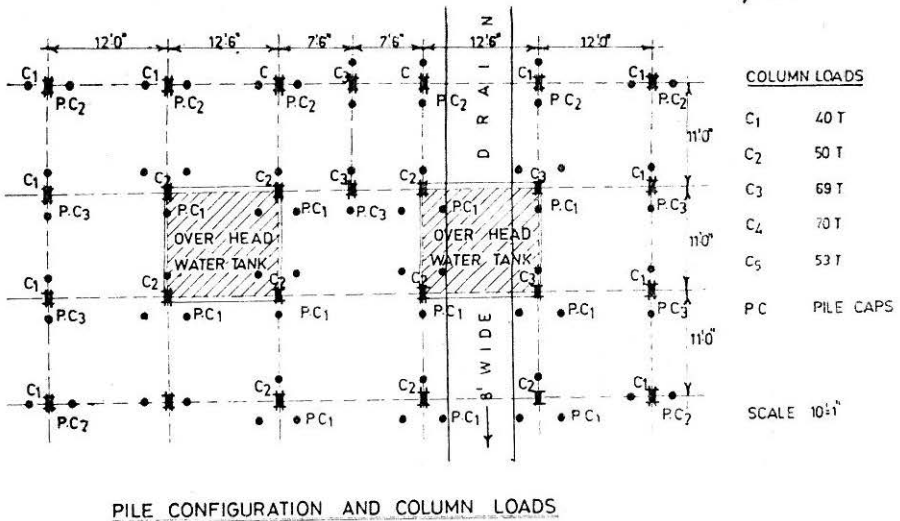 12'0" 12'6" 7'6" 7'6" 12'6" 12'0"
C1 C1 C C3 C C1 C1
P.C2 P.C2 P.C2 P.C2 P.C2 P.C2
11'0"
C1 C2 C2 C3 C2 C3 C1
P.C3 P.C1 P.C1 P.C3 P.C1 P.C1 P.C3
OVER HEAD WATER TANK
OVER HEAD WATER TANK
11'0"
C1 C2 C2 C2 C3 C1
P.C3 P.C1 P.C1 P.C1 P.C1 P.C3
11'0"
C1 C2 C2 C2 C1
P.C2 P.C1 P.C1 P.C1 P.C2
8' WIDE DRAIN
COLUMN LOADS
C1 40 T
C2 50 T
C3 69 T
C4 70 T
C5 53 T
P C PILE CAPS
SCALE
PILE CONFIGURATION AND COLUMN LOADS